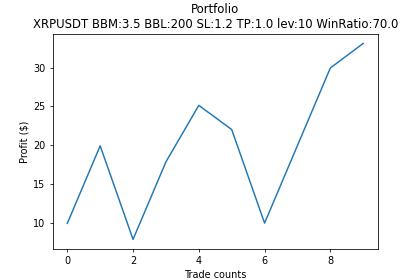 Portfolio
XRPUSDT BBM:3.5 BBL:200 SL:1.2 TP:1.0 lev:10 WinRatio:70.0
30
25
20
15
10
Profit ($)
0 2 4 6 8
Trade counts